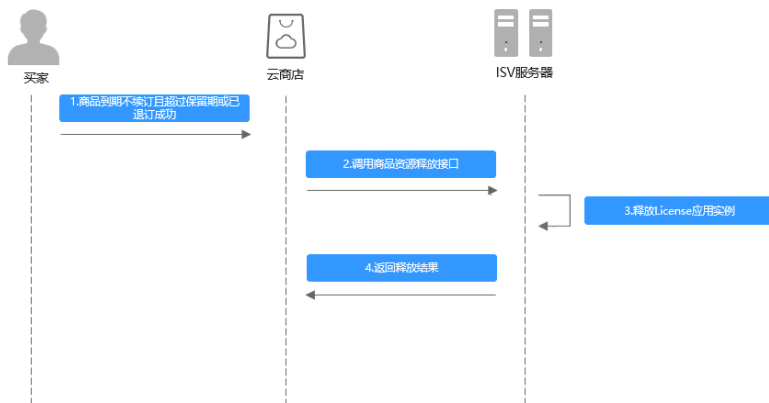 买家
云商店
ISV服务器
1.商品到期不续订且超过保留期或已
退订成功
2.调用商品资源释放接口
3.释放License应用实例
4.返回释放结果